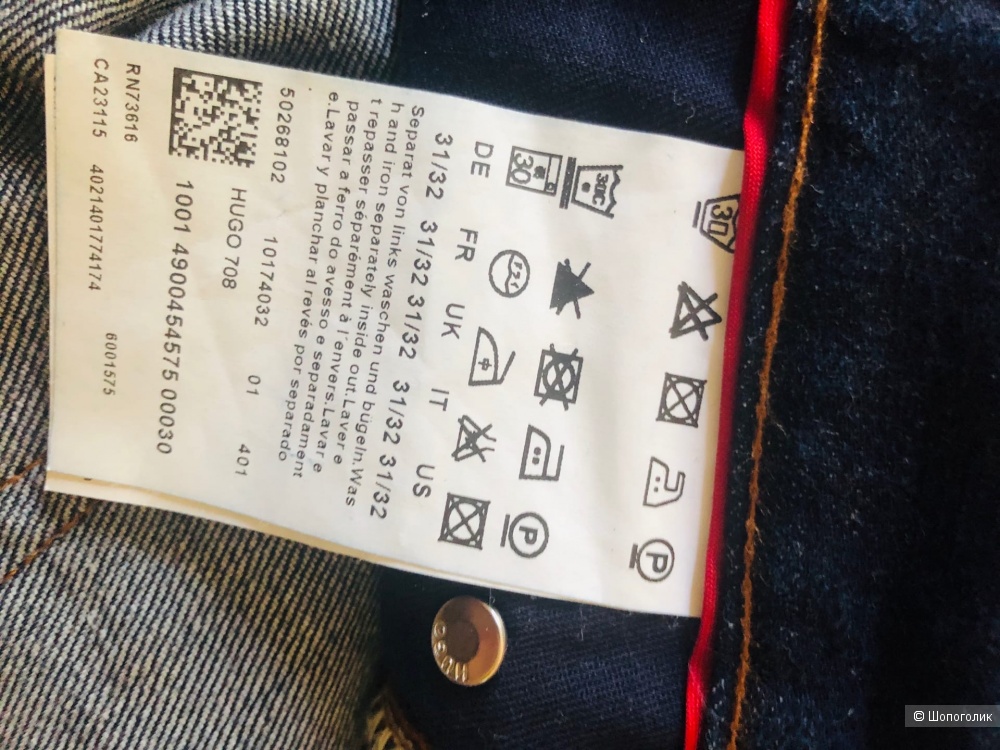 30 P
30°C P
30
DE FR UK IT US
31/32 31/32 31/32 31/32 31/32
Separat von links waschen und bügeln.Was
h and iron separately inside out.Laver e
t repasser séparément à l'envers.Lavar e
passar a ferro do avesso e separadament
e.Lavar y planchar al revés por separado
50268102 10174032 01 401
HUGO 708
1001 4900454575 00030
RN73616
CA23115 4021401774174 6001575
© Шопоголик